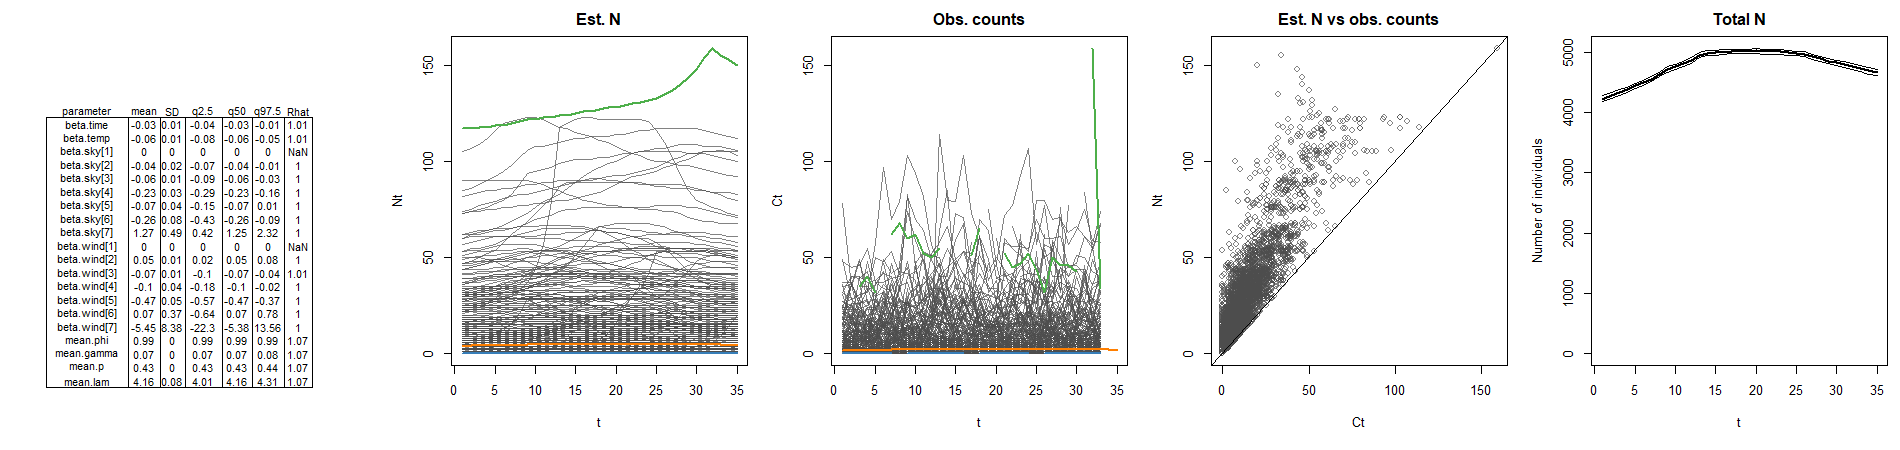 parameter mean SD q2.5 q50 q97.5 Rhat
beta.time -0.03 0.01 -0.04 -0.03 -0.01 1.01
beta.temp -0.06 0.01 -0.08 -0.06 -0.05 1.01
beta.sky[1] 0 0 0 0 0 NaN
beta.sky[2] -0.04 0.02 -0.07 -0.04 -0.01 1
beta.sky[3] -0.06 0.01 -0.09 -0.06 -0.03 1
beta.sky[4] -0.23 0.03 -0.29 -0.23 -0.16 1
beta.sky[5] -0.07 0.04 -0.15 -0.07 0.01 1
beta.sky[6] -0.26 0.08 -0.43 -0.26 -0.09 1
beta.sky[7] 1.27 0.49 0.42 1.25 2.32 1
beta.wind[1] 0 0 0 0 0 NaN
beta.wind[2] 0.05 0.01 0.02 0.05 0.08 1
beta.wind[3] -0.07 0.01 -0.1 -0.07 -0.04 1.01
beta.wind[4] -0.1 0.04 -0.18 -0.1 -0.02 1
beta.wind[5] -0.47 0.05 -0.57 -0.47 -0.37 1
beta.wind[6] 0.07 0.37 -0.64 0.07 0.78 1
beta.wind[7] -5.45 8.38 -22.3 -5.38 13.56 1
mean.phi 0.99 0 0.99 0.99 0.99 1.07
mean.gamma 0.07 0 0.07 0.07 0.08 1.07
mean.p 0.43 0 0.43 0.43 0.44 1.07
mean.lam 4.16 0.08 4.01 4.16 4.31 1.07
Est. N
Nt
0 50 100 150
0 5 10 15 20 25 30 35
t
Obs. counts
Ct
0 50 100 150
0 5 10 15 20 25 30 35
t
Est. N vs obs. counts
Nt
0 50 100 150
0 50 100 150
Ct
Total N
Number of individuals
0 1000 2000 3000 4000 5000
0 5 10 15 20 25 30 35
t